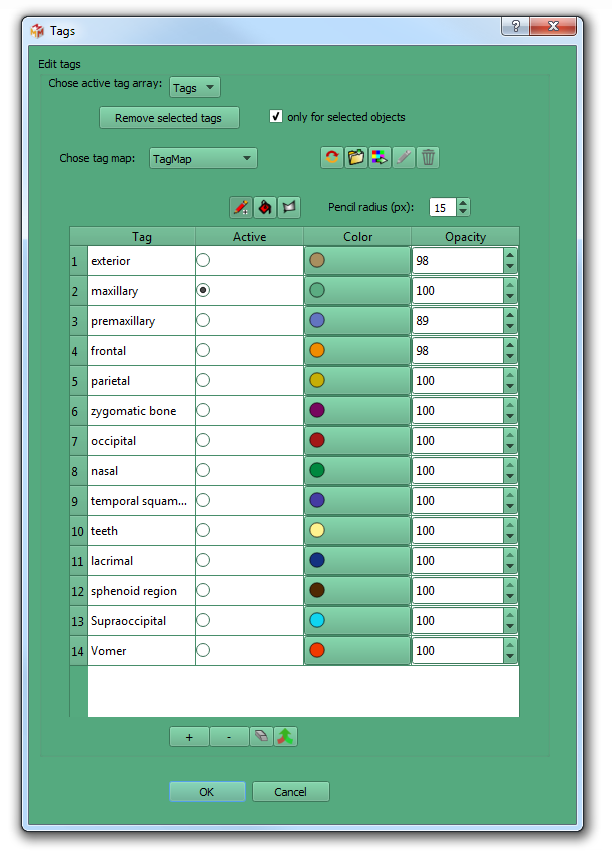 Tags
Edit tags
Chose active tag array: Tags
Remove selected tags only for selected objects
Chose tag map: TagMap
Pencil radius (px): 15
Tag Active Color Opacity
1 exterior 98
2 maxillary 100
3 premaxillary 89
4 frontal 98
5 parietal 100
6 zygomatic bone 100
7 occipital 100
8 nasal 100
9 temporal squam... 100
10 teeth 100
11 lacrimal 100
12 sphenoid region 100
13 Supraoccipital 100
14 Vomer 100
+ -
OK Cancel